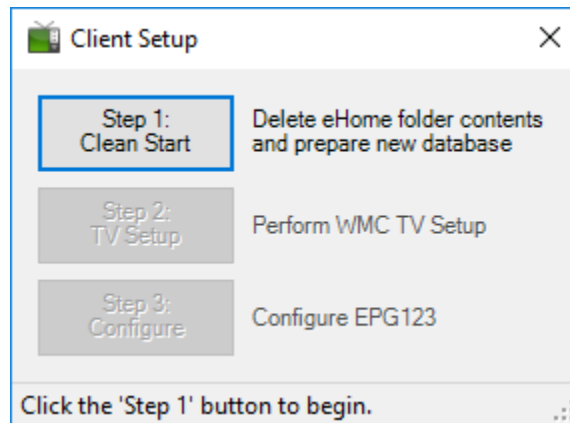 Client Setup
Step 1:
Clean Start
Delete eHome folder contents
and prepare new database
Step 2:
TV Setup
Perform WMC TV Setup
Step 3:
Configure
Configure EPG123
Click the 'Step 1' button to begin.